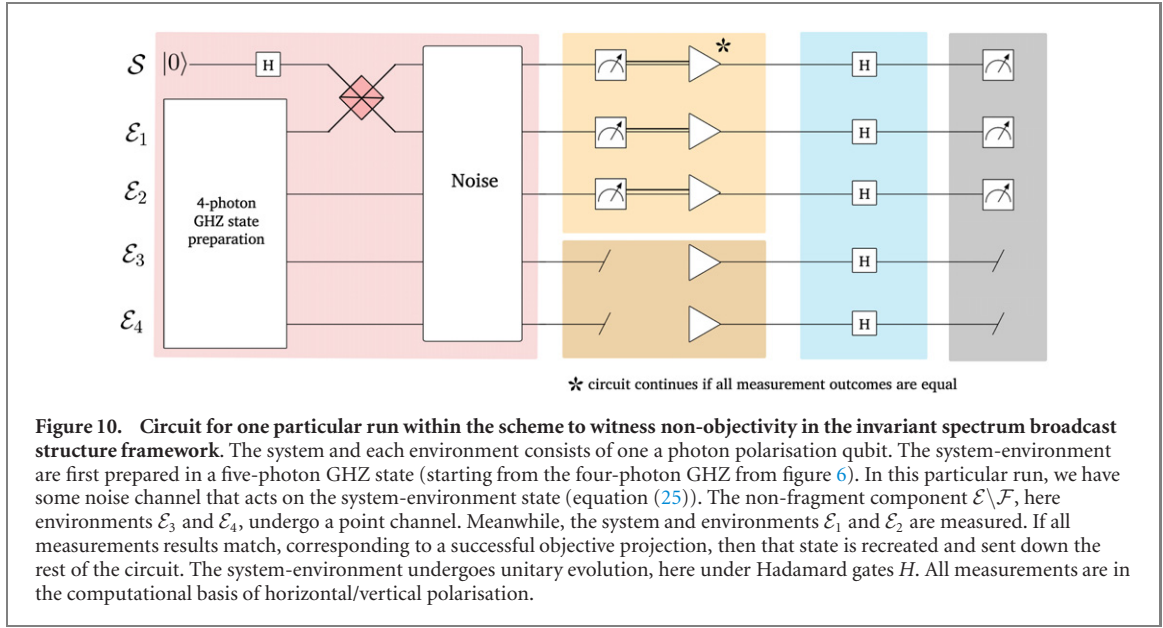 S |0⟩ H * H
ℰ₁ H
4-photon
GHZ state
preparation
Noise
ℰ₂ H
ℰ₃ H
ℰ₄ H
* circuit continues if all measurement outcomes are equal
Figure 10. Circuit for one particular run within the scheme to witness non-objectivity in the invariant spectrum broadcast
structure framework. The system and each environment consists of one a photon polarisation qubit. The system-environment
are first prepared in a five-photon GHZ state (starting from the four-photon GHZ from figure 6). In this particular run, we have
some noise channel that acts on the system-environment state (equation (25)). The non-fragment component ℰ\ℱ, here
environments ℰ₃ and ℰ₄, undergo a point channel. Meanwhile, the system and environments ℰ₁ and ℰ₂ are measured. If all
measurements results match, corresponding to a successful objective projection, then that state is recreated and sent down the
rest of the circuit. The system-environment undergoes unitary evolution, here under Hadamard gates H. All measurements are in
the computational basis of horizontal/vertical polarisation.